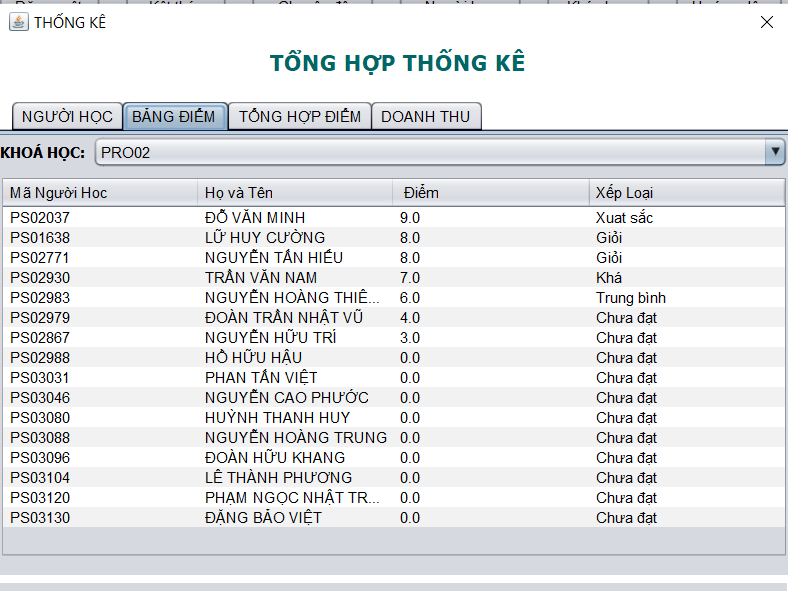 THỐNG KÊ
TỔNG HỢP THỐNG KÊ
NGƯỜI HỌC BẢNG ĐIỂM TỔNG HỢP ĐIỂM DOANH THU
KHOÁ HỌC: PRO02
Mã Người Hoc Họ và Tên Điểm Xếp Loại
PS02037 ĐỖ VĂN MINH 9.0 Xuat sắc
PS01638 LỮ HUY CƯỜNG 8.0 Giỏi
PS02771 NGUYỄN TẤN HIẾU 8.0 Giỏi
PS02930 TRẦN VĂN NAM 7.0 Khá
PS02983 NGUYỄN HOÀNG THIÊ... 6.0 Trung bình
PS02979 ĐOÀN TRẦN NHẬT VŨ 4.0 Chưa đạt
PS02867 NGUYỄN HỮU TRÍ 3.0 Chưa đạt
PS02988 HỒ HỮU HẬU 0.0 Chưa đạt
PS03031 PHAN TẤN VIỆT 0.0 Chưa đạt
PS03046 NGUYỄN CAO PHƯỚC 0.0 Chưa đạt
PS03080 HUỲNH THANH HUY 0.0 Chưa đạt
PS03088 NGUYỄN HOÀNG TRUNG 0.0 Chưa đạt
PS03096 ĐOÀN HỮU KHANG 0.0 Chưa đạt
PS03104 LÊ THÀNH PHƯƠNG 0.0 Chưa đạt
PS03120 PHẠM NGỌC NHẬT TR... 0.0 Chưa đạt
PS03130 ĐẶNG BẢO VIỆT 0.0 Chưa đạt